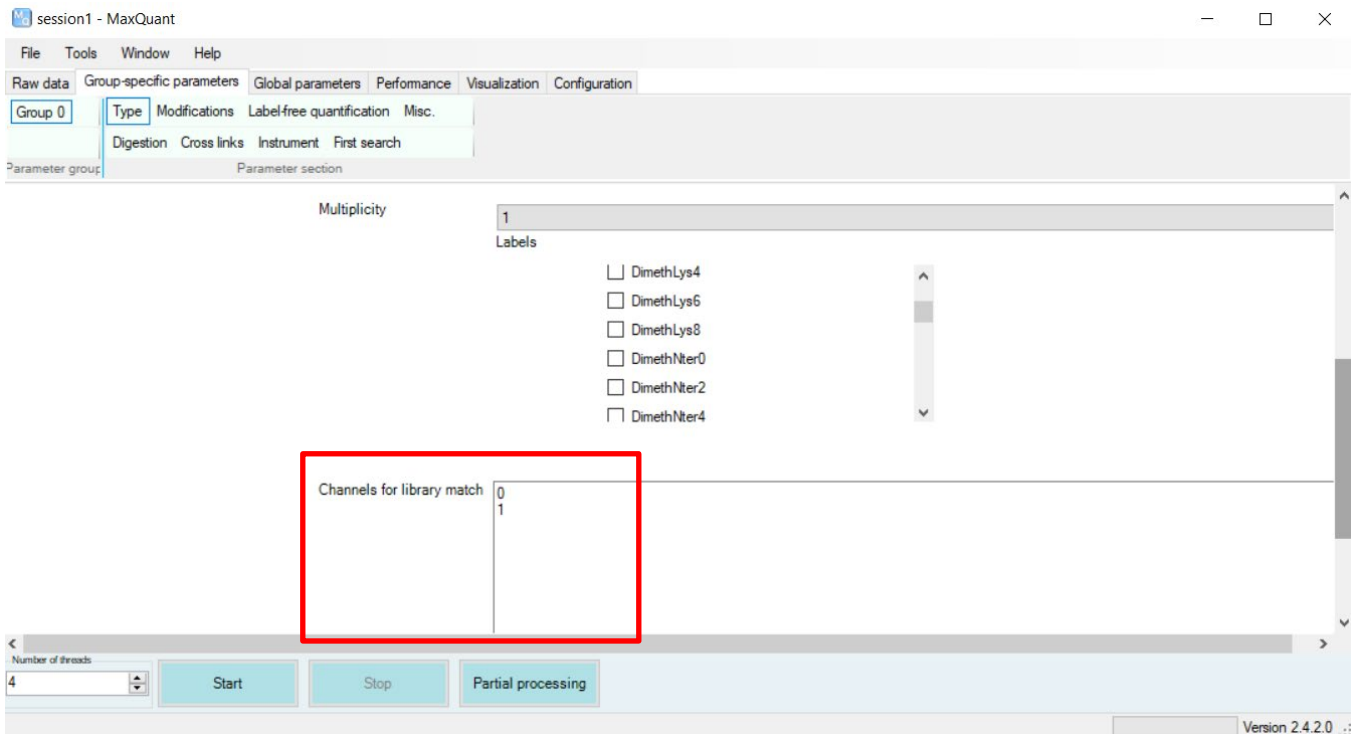 session1 - MaxQuant
File Tools Window Help
Raw data Group-specific parameters Global parameters Performance Visualization Configuration
Group 0 Type Modifications Label-free quantification Misc.
Digestion Cross links Instrument First search
Parameter group Parameter section
Multiplicity
1
Labels
DimethLys4
DimethLys6
DimethLys8
DimethNter0
DimethNter2
DimethNter4
Channels for library match
0
1
Number of threads
4 Start Stop Partial processing
Version 2.4.2.0